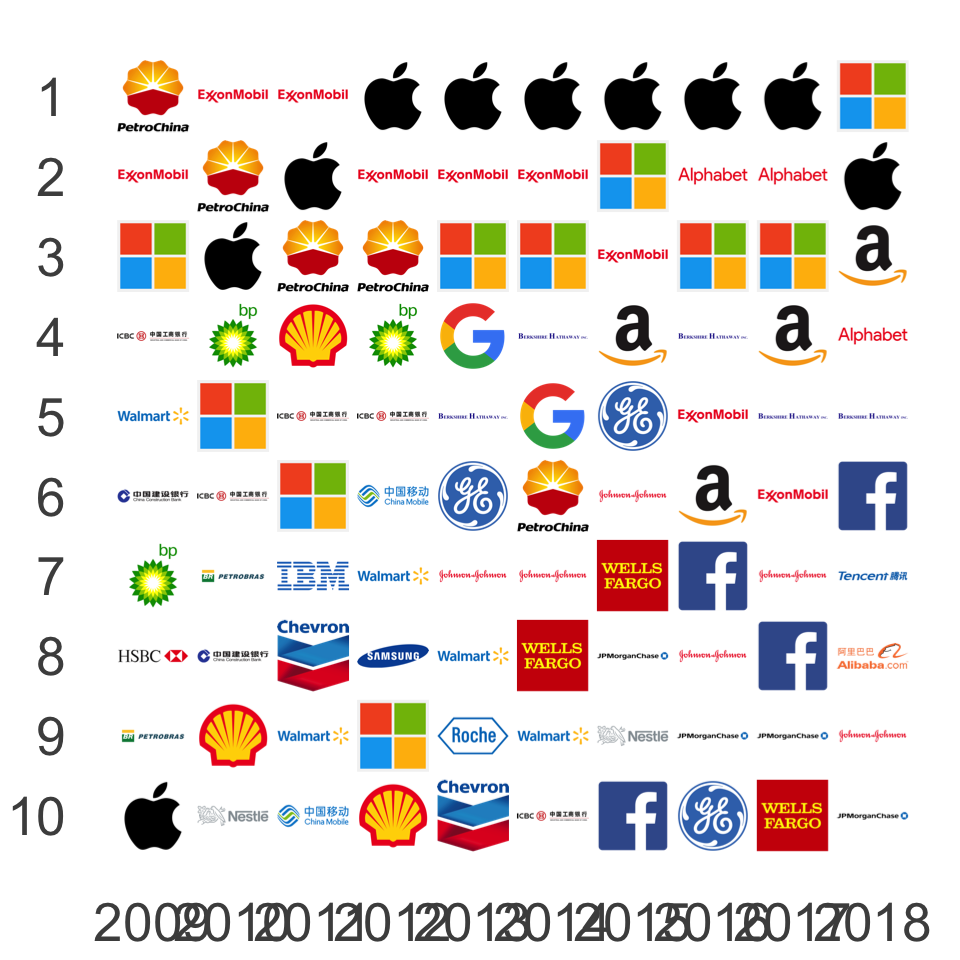 1 PetroChina ExxonMobil ExxonMobil
2 ExxonMobil PetroChina ExxonMobil ExxonMobil ExxonMobil Alphabet Alphabet
3 PetroChina PetroChina ExxonMobil a
4 ICBC 中国工商银行 bp bp G BERKSHIRE HATHAWAY INC. a BERKSHIRE HATHAWAY INC. a Alphabet
5 Walmart ICBC 中国工商银行 ICBC 中国工商银行 BERKSHIRE HATHAWAY INC. G GE ExxonMobil BERKSHIRE HATHAWAY INC. BERKSHIRE HATHAWAY INC.
6 中国建设银行 China Construction Bank ICBC 中国工商银行 中国移动 China Mobile GE PetroChina Johnson&Johnson a ExxonMobil f
7 bp BR PETROBRAS IBM Walmart Johnson&Johnson Johnson&Johnson WELLS FARGO f Johnson&Johnson Tencent 腾讯
8 HSBC 中国建设银行 China Construction Bank Chevron SAMSUNG Walmart WELLS FARGO JPMorganChase Johnson&Johnson f 阿里巴巴 Alibaba.com
9 BR PETROBRAS Walmart Roche Walmart Nestlē JPMorganChase JPMorganChase Johnson&Johnson
10 Nestlē 中国移动 China Mobile Chevron ICBC 中国工商银行 f GE WELLS FARGO JPMorganChase
2009 2010 2011 2012 2013 2014 2015 2016 2017 2018